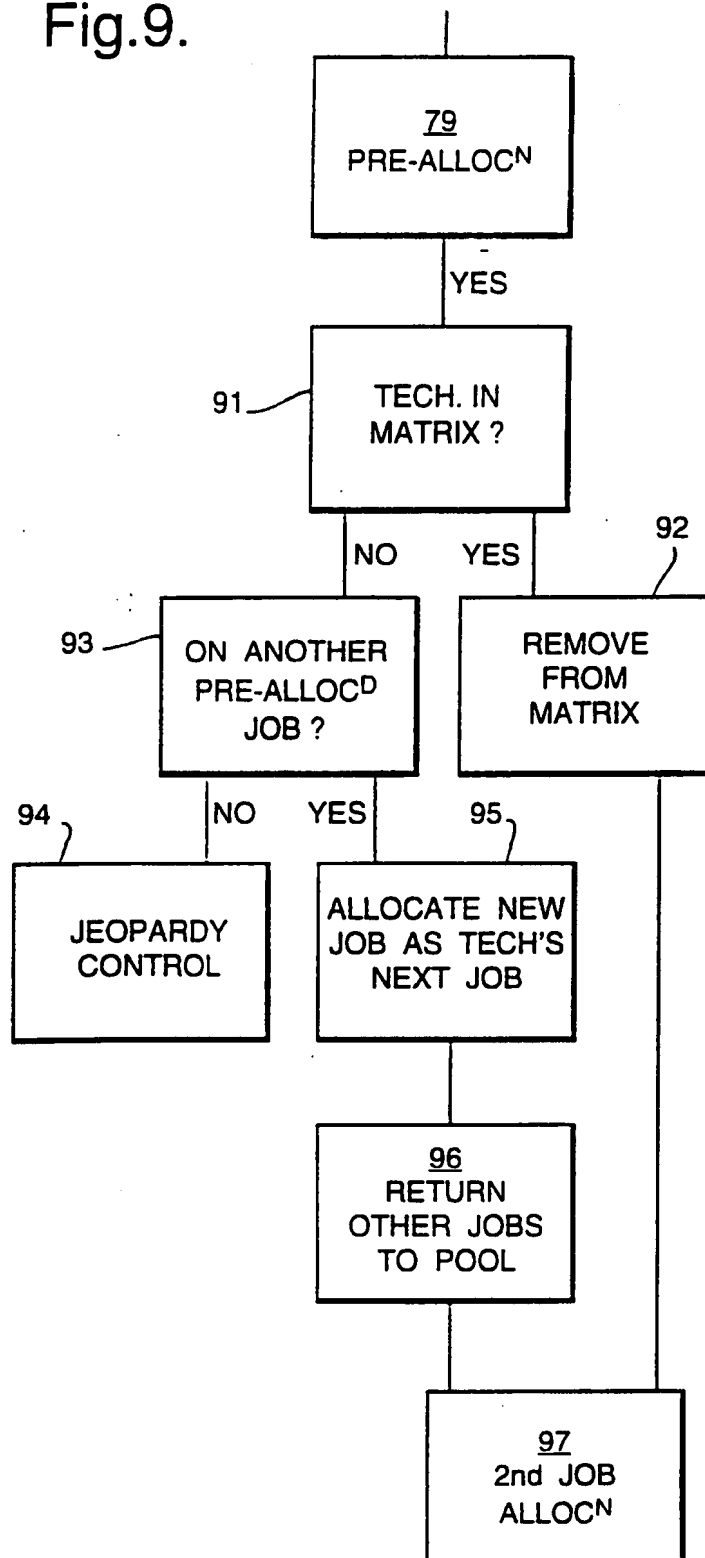 Fig.9.
79
PRE-ALLOCN
YES
91
TECH. IN
MATRIX ?
NO
YES
92
93
ON ANOTHER
PRE-ALLOCD
JOB ?
REMOVE
FROM
MATRIX
94
NO
YES
95
JEOPARDY
CONTROL
ALLOCATE NEW
JOB AS TECH'S
NEXT JOB
96
RETURN
OTHER JOBS
TO POOL
97
2nd JOB
ALLOCN